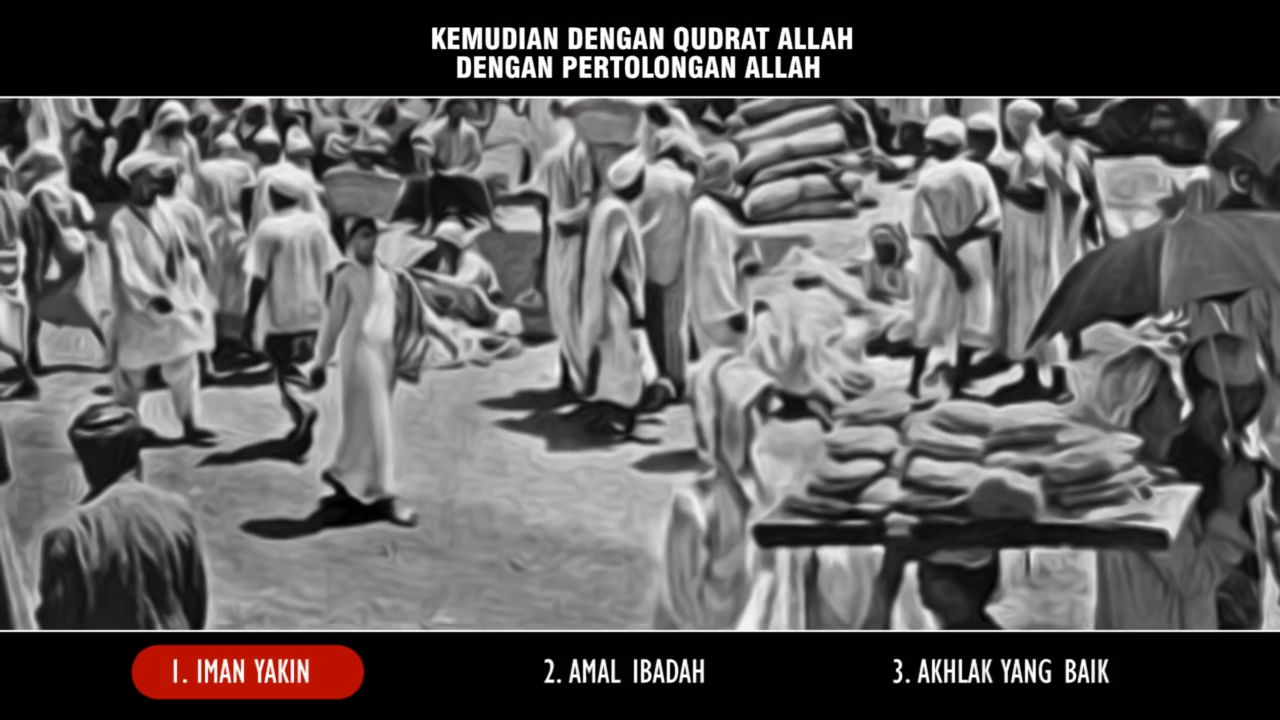 KEMUDIAN DENGAN QUDRAT ALLAH
DENGAN PERTOLONGAN ALLAH
1. IMAN YAKIN
2. AMAL IBADAH
3. AKHLAK YANG BAIK